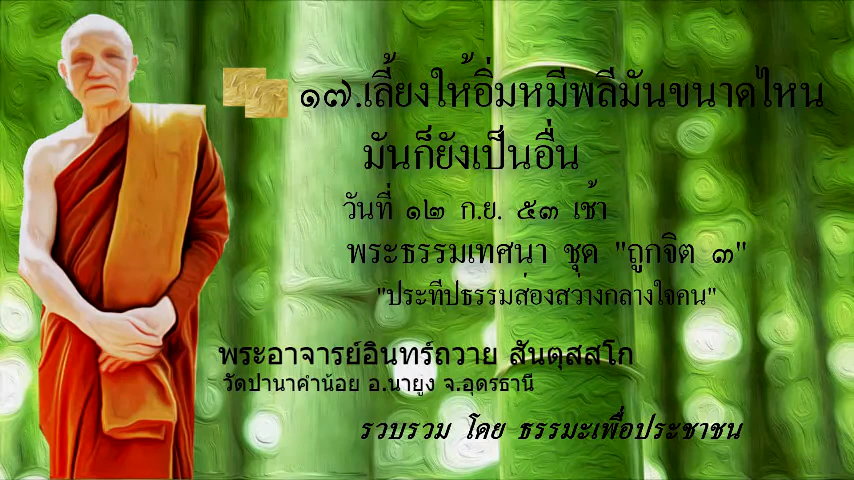 ๑๗.เลี้ยงให้อิ่มหมีพลีมันขนาดไหน
มันก็ยังเป็นอื่น
วันที่ ๑๒ ก.ย. ๕๓ เช้า
พระธรรมเทศนา ชุด "ถูกจิต ๓"
"ประทีปธรรมส่องสวางกลางใจคน"
พระอาจารย์อินทร์ถวาย สันตุสสโก
วัดปานาคำน้อย อ.นายูง จ.อุดรธานี
รวบรวม โดย ธรรมะเพื่อประชาชน